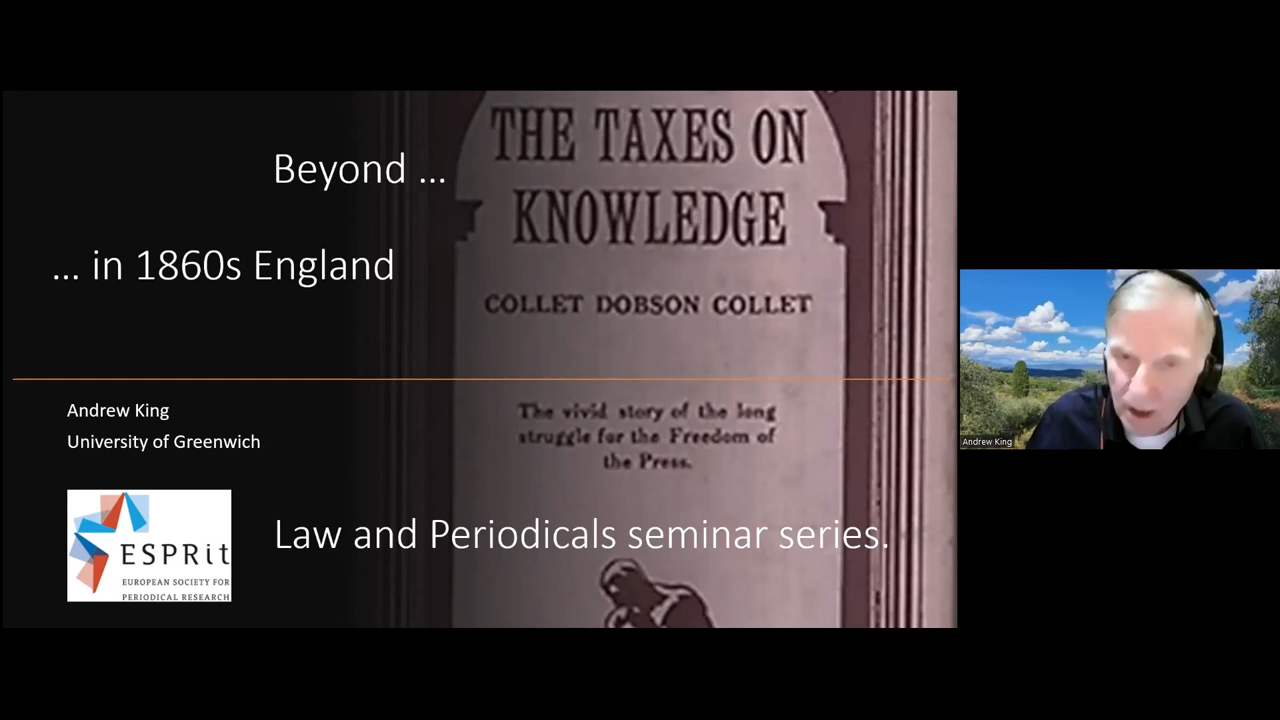 Beyond ...
... in 1860s England
THE TAXES ON
KNOWLEDGE
COLLET DOBSON COLLET
The vivid story of the long
struggle for the Freedom of
the Press.
Andrew King
University of Greenwich
ESPRit
EUROPEAN SOCIETY FOR
PERIODICAL RESEARCH
Law and Periodicals seminar series.
Andrew King